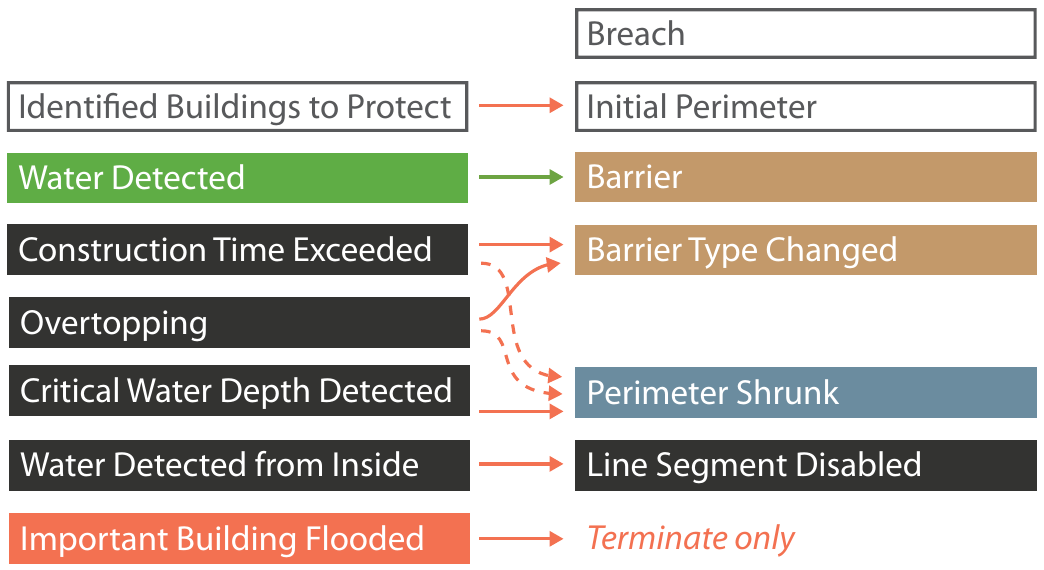 Breach
Identified Buildings to Protect
Initial Perimeter
Water Detected
Barrier
Construction Time Exceeded
Barrier Type Changed
Overtopping
Critical Water Depth Detected
Perimeter Shrunk
Water Detected from Inside
Line Segment Disabled
Important Building Flooded
Terminate only